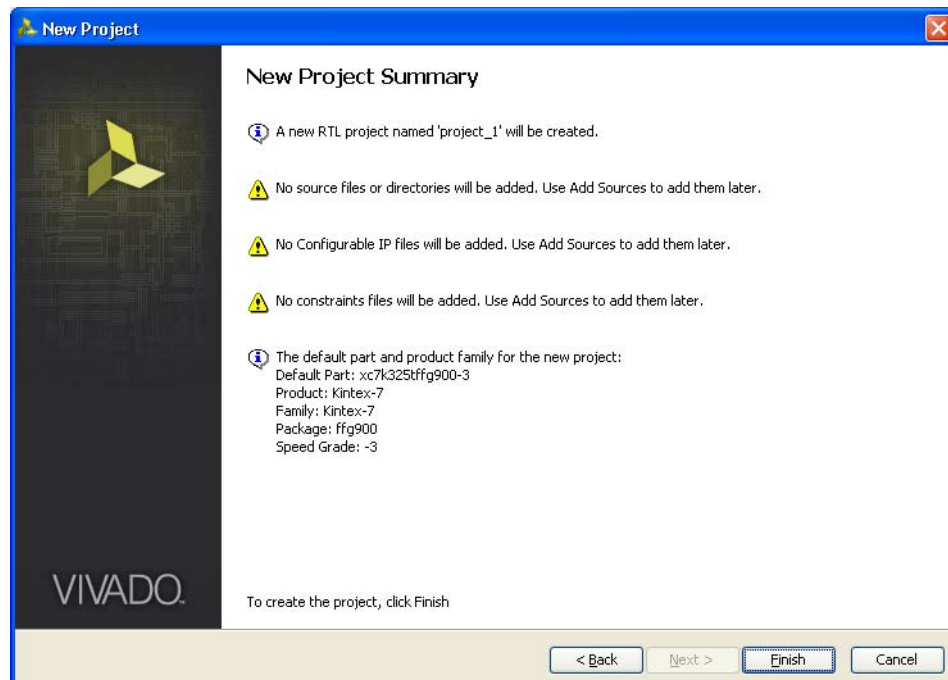 New Project
New Project Summary
A new RTL project named 'project_1' will be created.
No source files or directories will be added. Use Add Sources to add them later.
No Configurable IP files will be added. Use Add Sources to add them later.
No constraints files will be added. Use Add Sources to add them later.
The default part and product family for the new project:
Default Part: xc7k325tffg900-3
Product: Kintex-7
Family: Kintex-7
Package: ffg900
Speed Grade: -3
VIVADO™
To create the project, click Finish
< Back Next > Finish Cancel